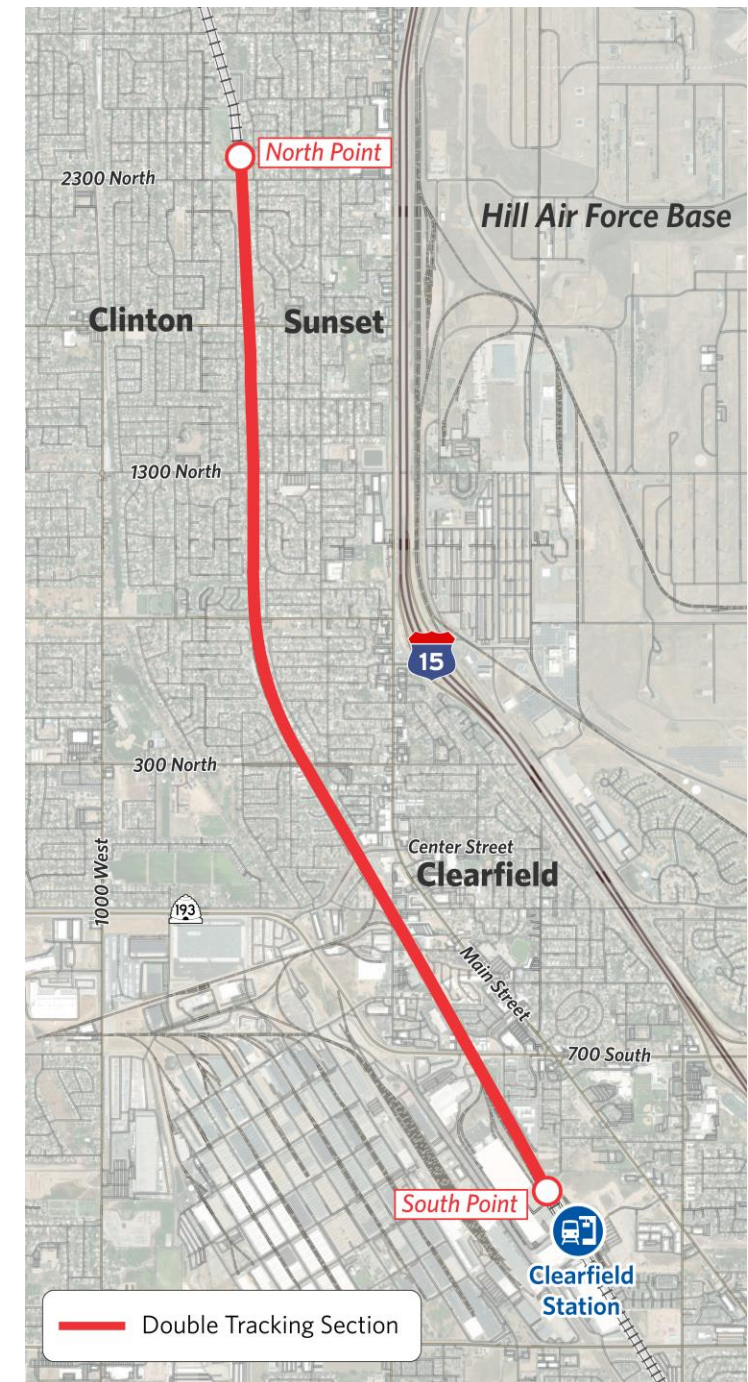 North Point
2300 North
Hill Air Force Base
Clinton
Sunset
1300 North
15
300 North
Center Street
Clearfield
1000 West
193
Main Street
700 South
South Point
Clearfield
Station
Double Tracking Section